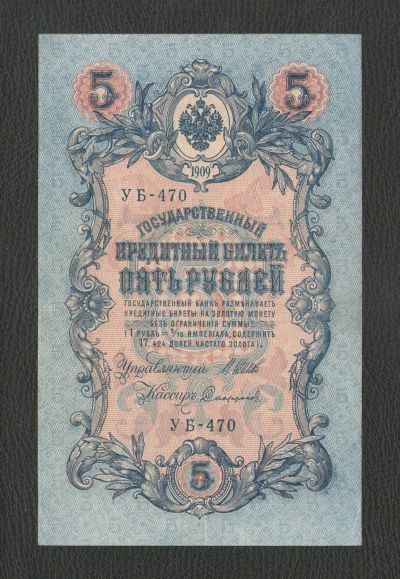 5 5
1909
УБ-470
ГОСУДАРСТВЕННЫЙ
КРЕДИТНЫЙ БИЛЕТЪ
ПЯТЬ РУБЛЕЙ
ГОСУДАРСТВЕННЫЙ БАНКЪ РАЗМѢНИВАЕТЪ
КРЕДИТНЫЕ БИЛЕТЫ НА ЗОЛОТУЮ МОНЕТУ
БЕЗЪ ОГРАНИЧЕНІЯ СУММЫ
(1 РУБЛЬ = 1/15 ИМПЕРІАЛА, СОДЕРЖИТЪ
17,424 ДОЛЕЙ ЧИСТАГО ЗОЛОТА)
Управляющій
Кассиръ
УБ-470
5